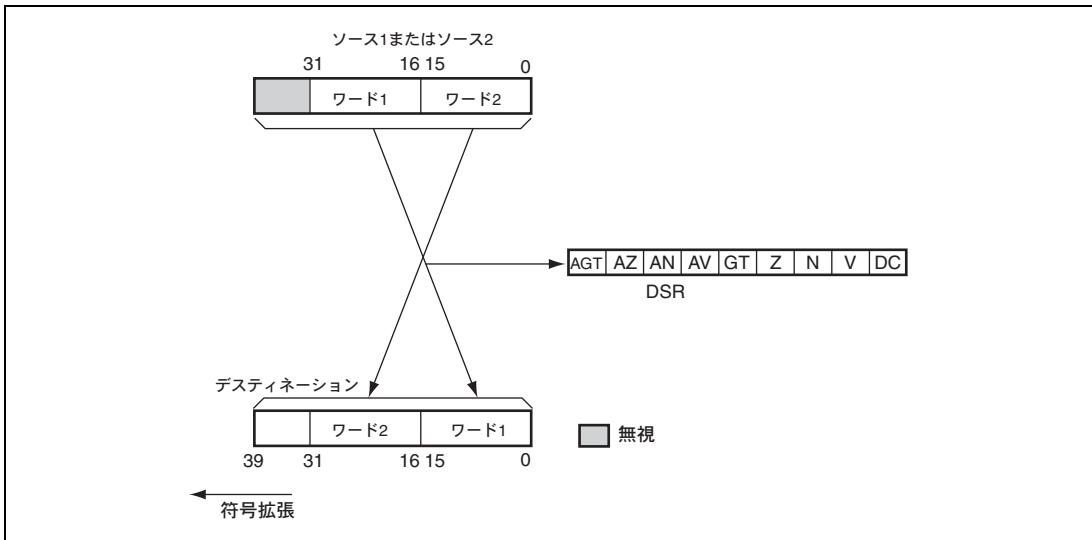 ソース1またはソース2
31 16 15 0
ワード1 ワード2
AGT AZ AN AV GT Z N V DC
DSR
デスティネーション
ワード2 ワード1
無視
39 31 16 15 0
符号拡張